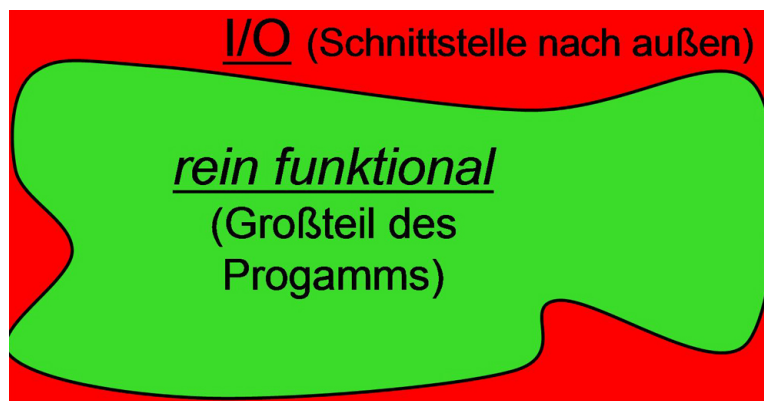 I/O (Schnittstelle nach außen)
rein funktional
(Großteil des
Progamms)